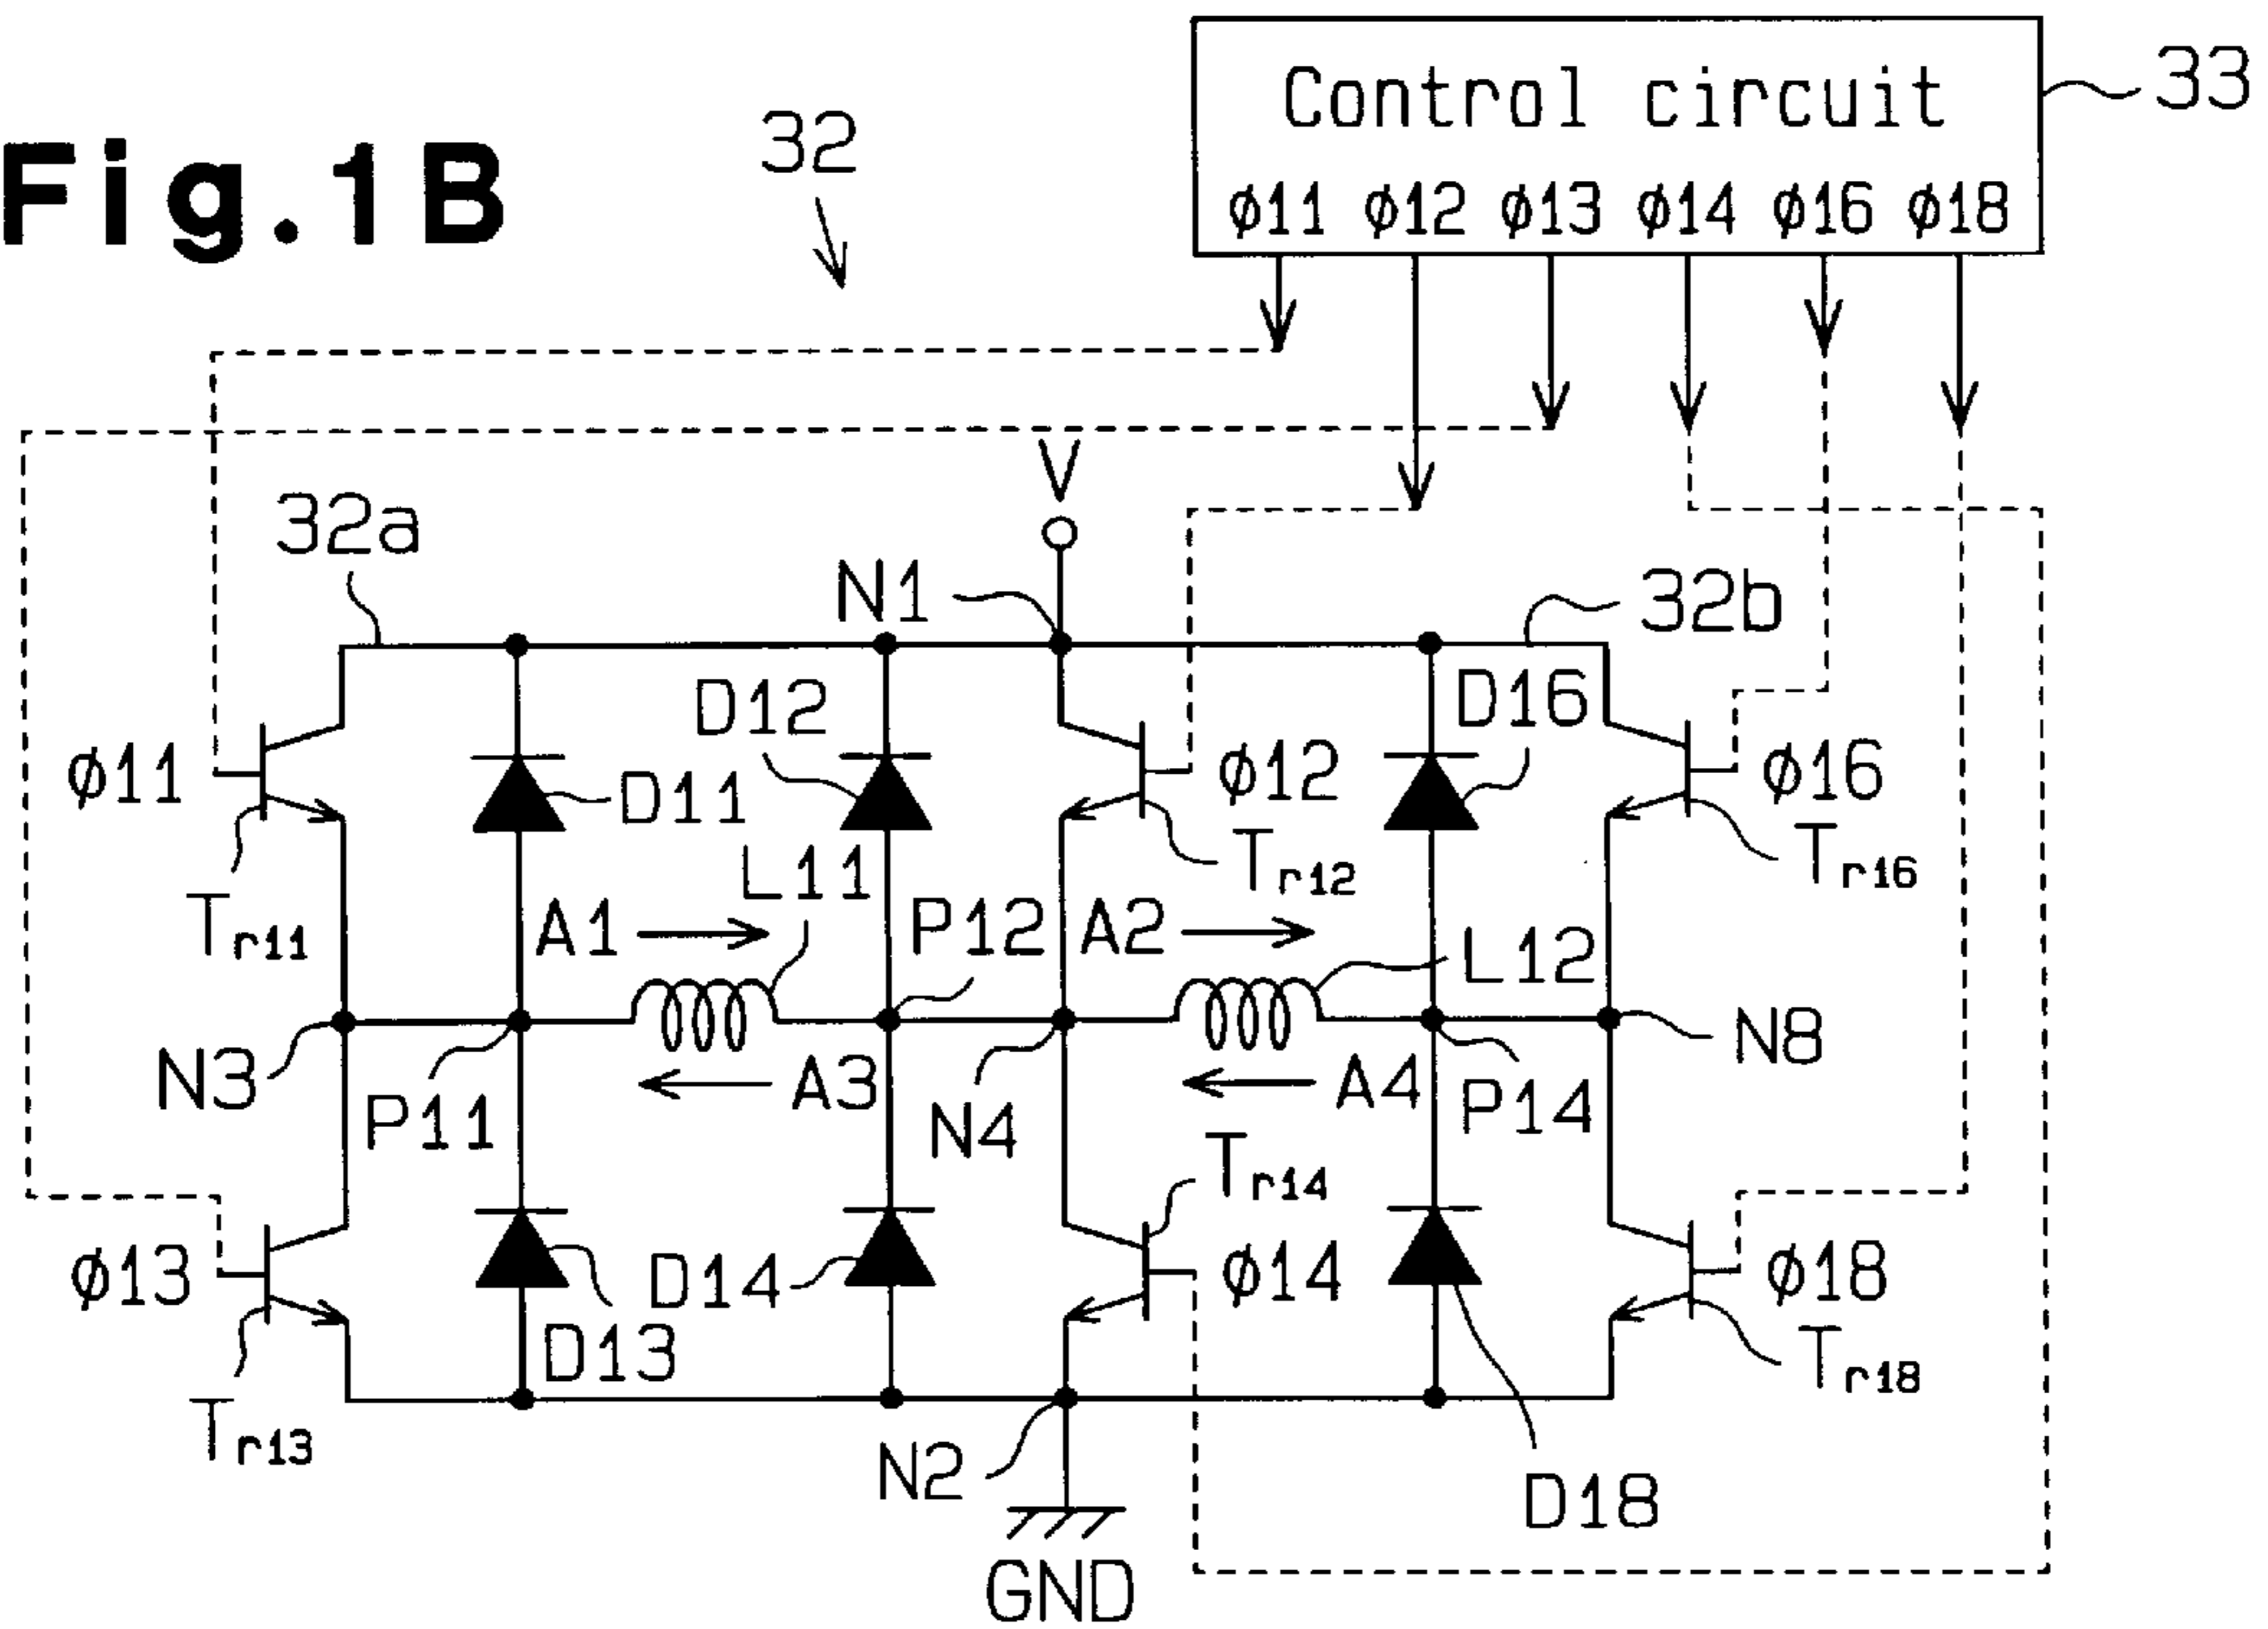 Fig.1B
32
Control circuit
33
ϕ11 ϕ12 ϕ13 ϕ14 ϕ16 ϕ18
V
32a
N1
32b
D12
D16
ϕ11
D11
ϕ12
ϕ16
Tr11
L11
Tr12
Tr16
A1
P12
A2
L12
N3
P11
A3
N4
A4
P14
N8
Tr14
ϕ13
D14
ϕ14
ϕ18
D13
Tr13
Tr18
N2
D18
GND